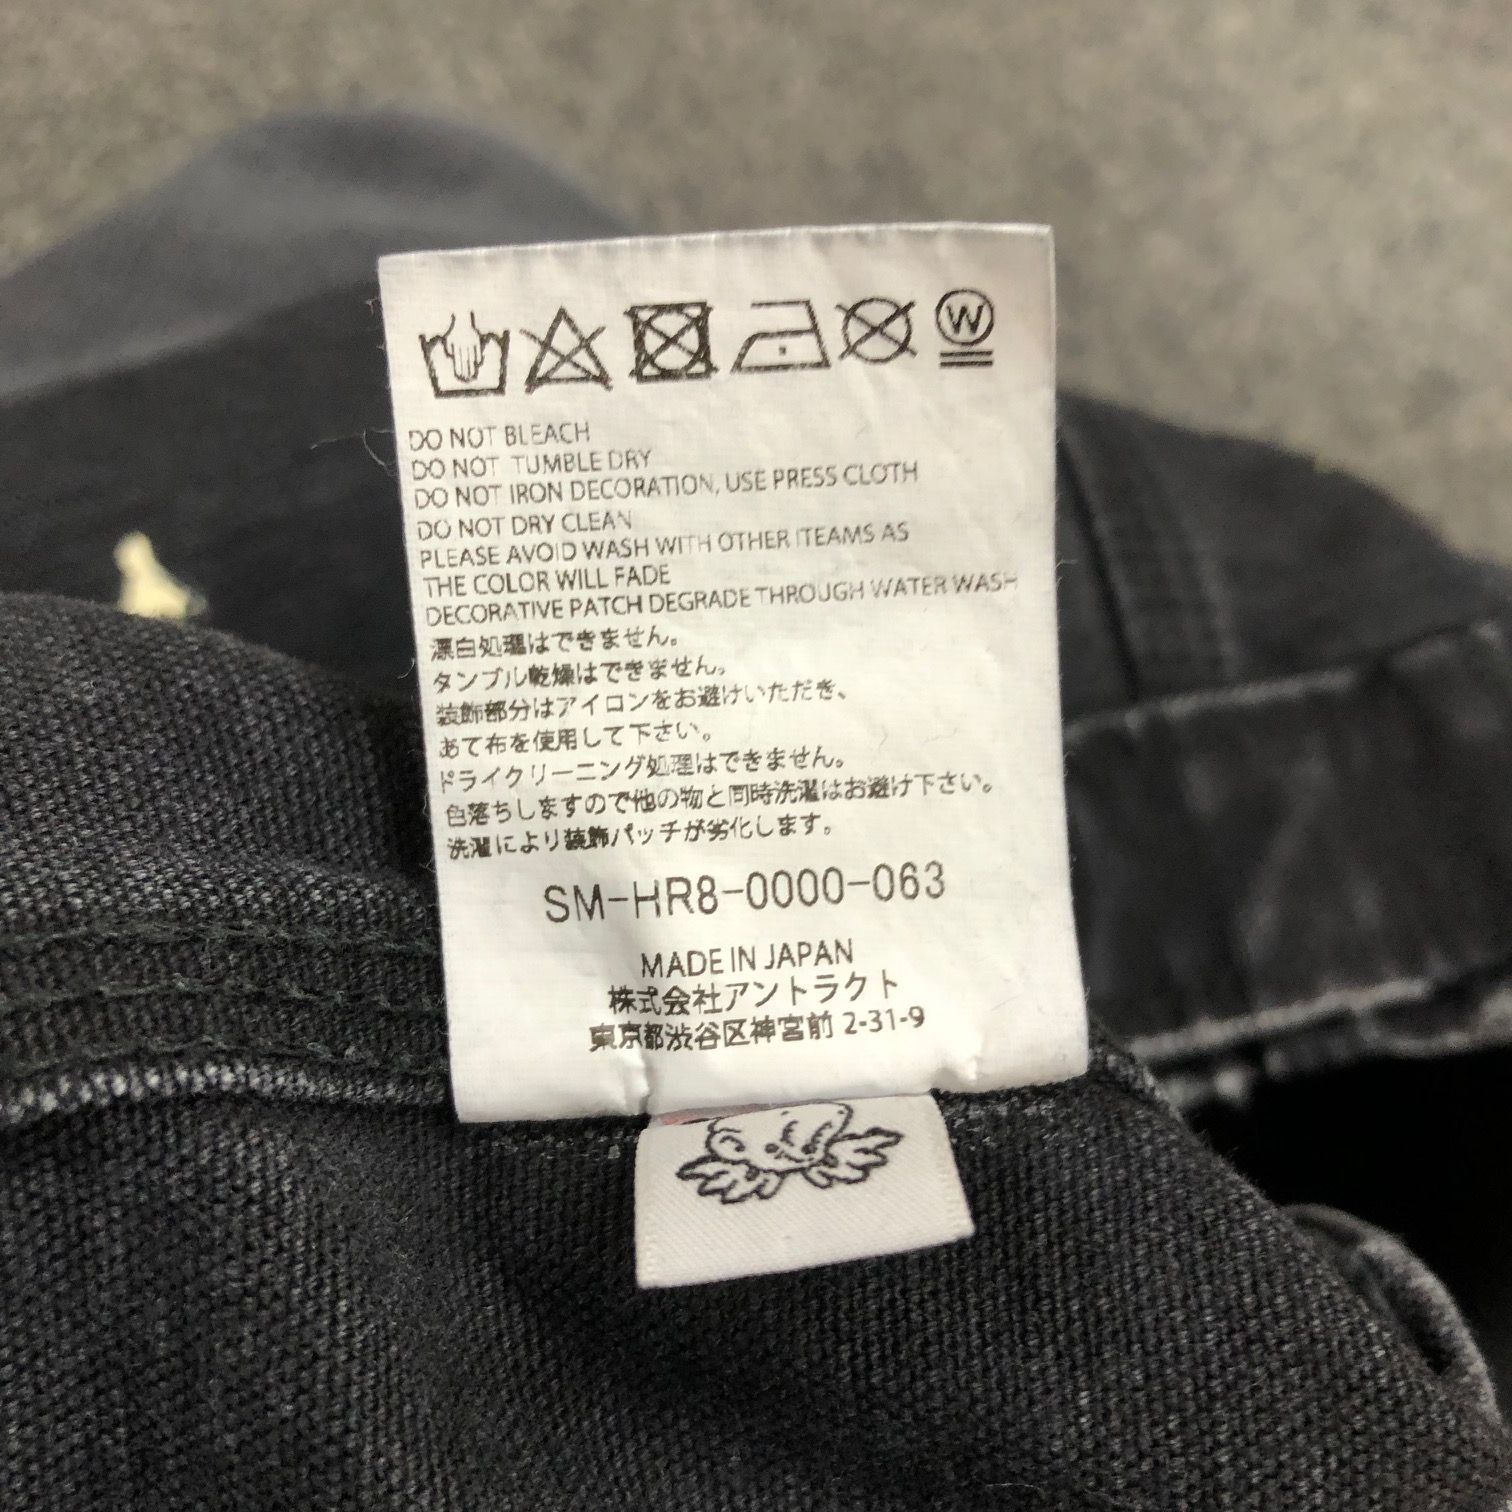 W
DO NOT BLEACH
DO NOT TUMBLE DRY
DO NOT IRON DECORATION, USE PRESS CLOTH
DO NOT DRY CLEAN
PLEASE AVOID WASH WITH OTHER ITEAMS AS
THE COLOR WILL FADE
DECORATIVE PATCH DEGRADE THROUGH WATER WASH
漂白処理はできません。
タンブル乾燥はできません。
装飾部分はアイロンをお避けいただき、
あて布を使用して下さい。
ドライクリーニング処理はできません。
色落ちしますので他の物と同時洗濯はお避け下さい。
洗濯により装飾パッチが劣化します。
SM-HR8-0000-063
MADE IN JAPAN
株式会社アントラクト
東京都渋谷区神宮前 2-31-9